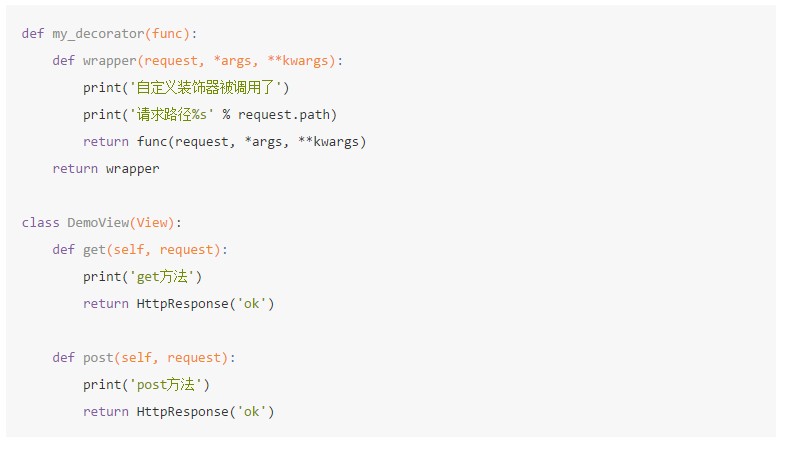 def my_decorator(func):
    def wrapper(request, *args, **kwargs):
        print('自定义装饰器被调用了')
        print('请求路径%s' % request.path)
        return func(request, *args, **kwargs)
    return wrapper
class DemoView(View):
    def get(self, request):
        print('get方法')
        return HttpResponse('ok')
    def post(self, request):
        print('post方法')
        return HttpResponse('ok')